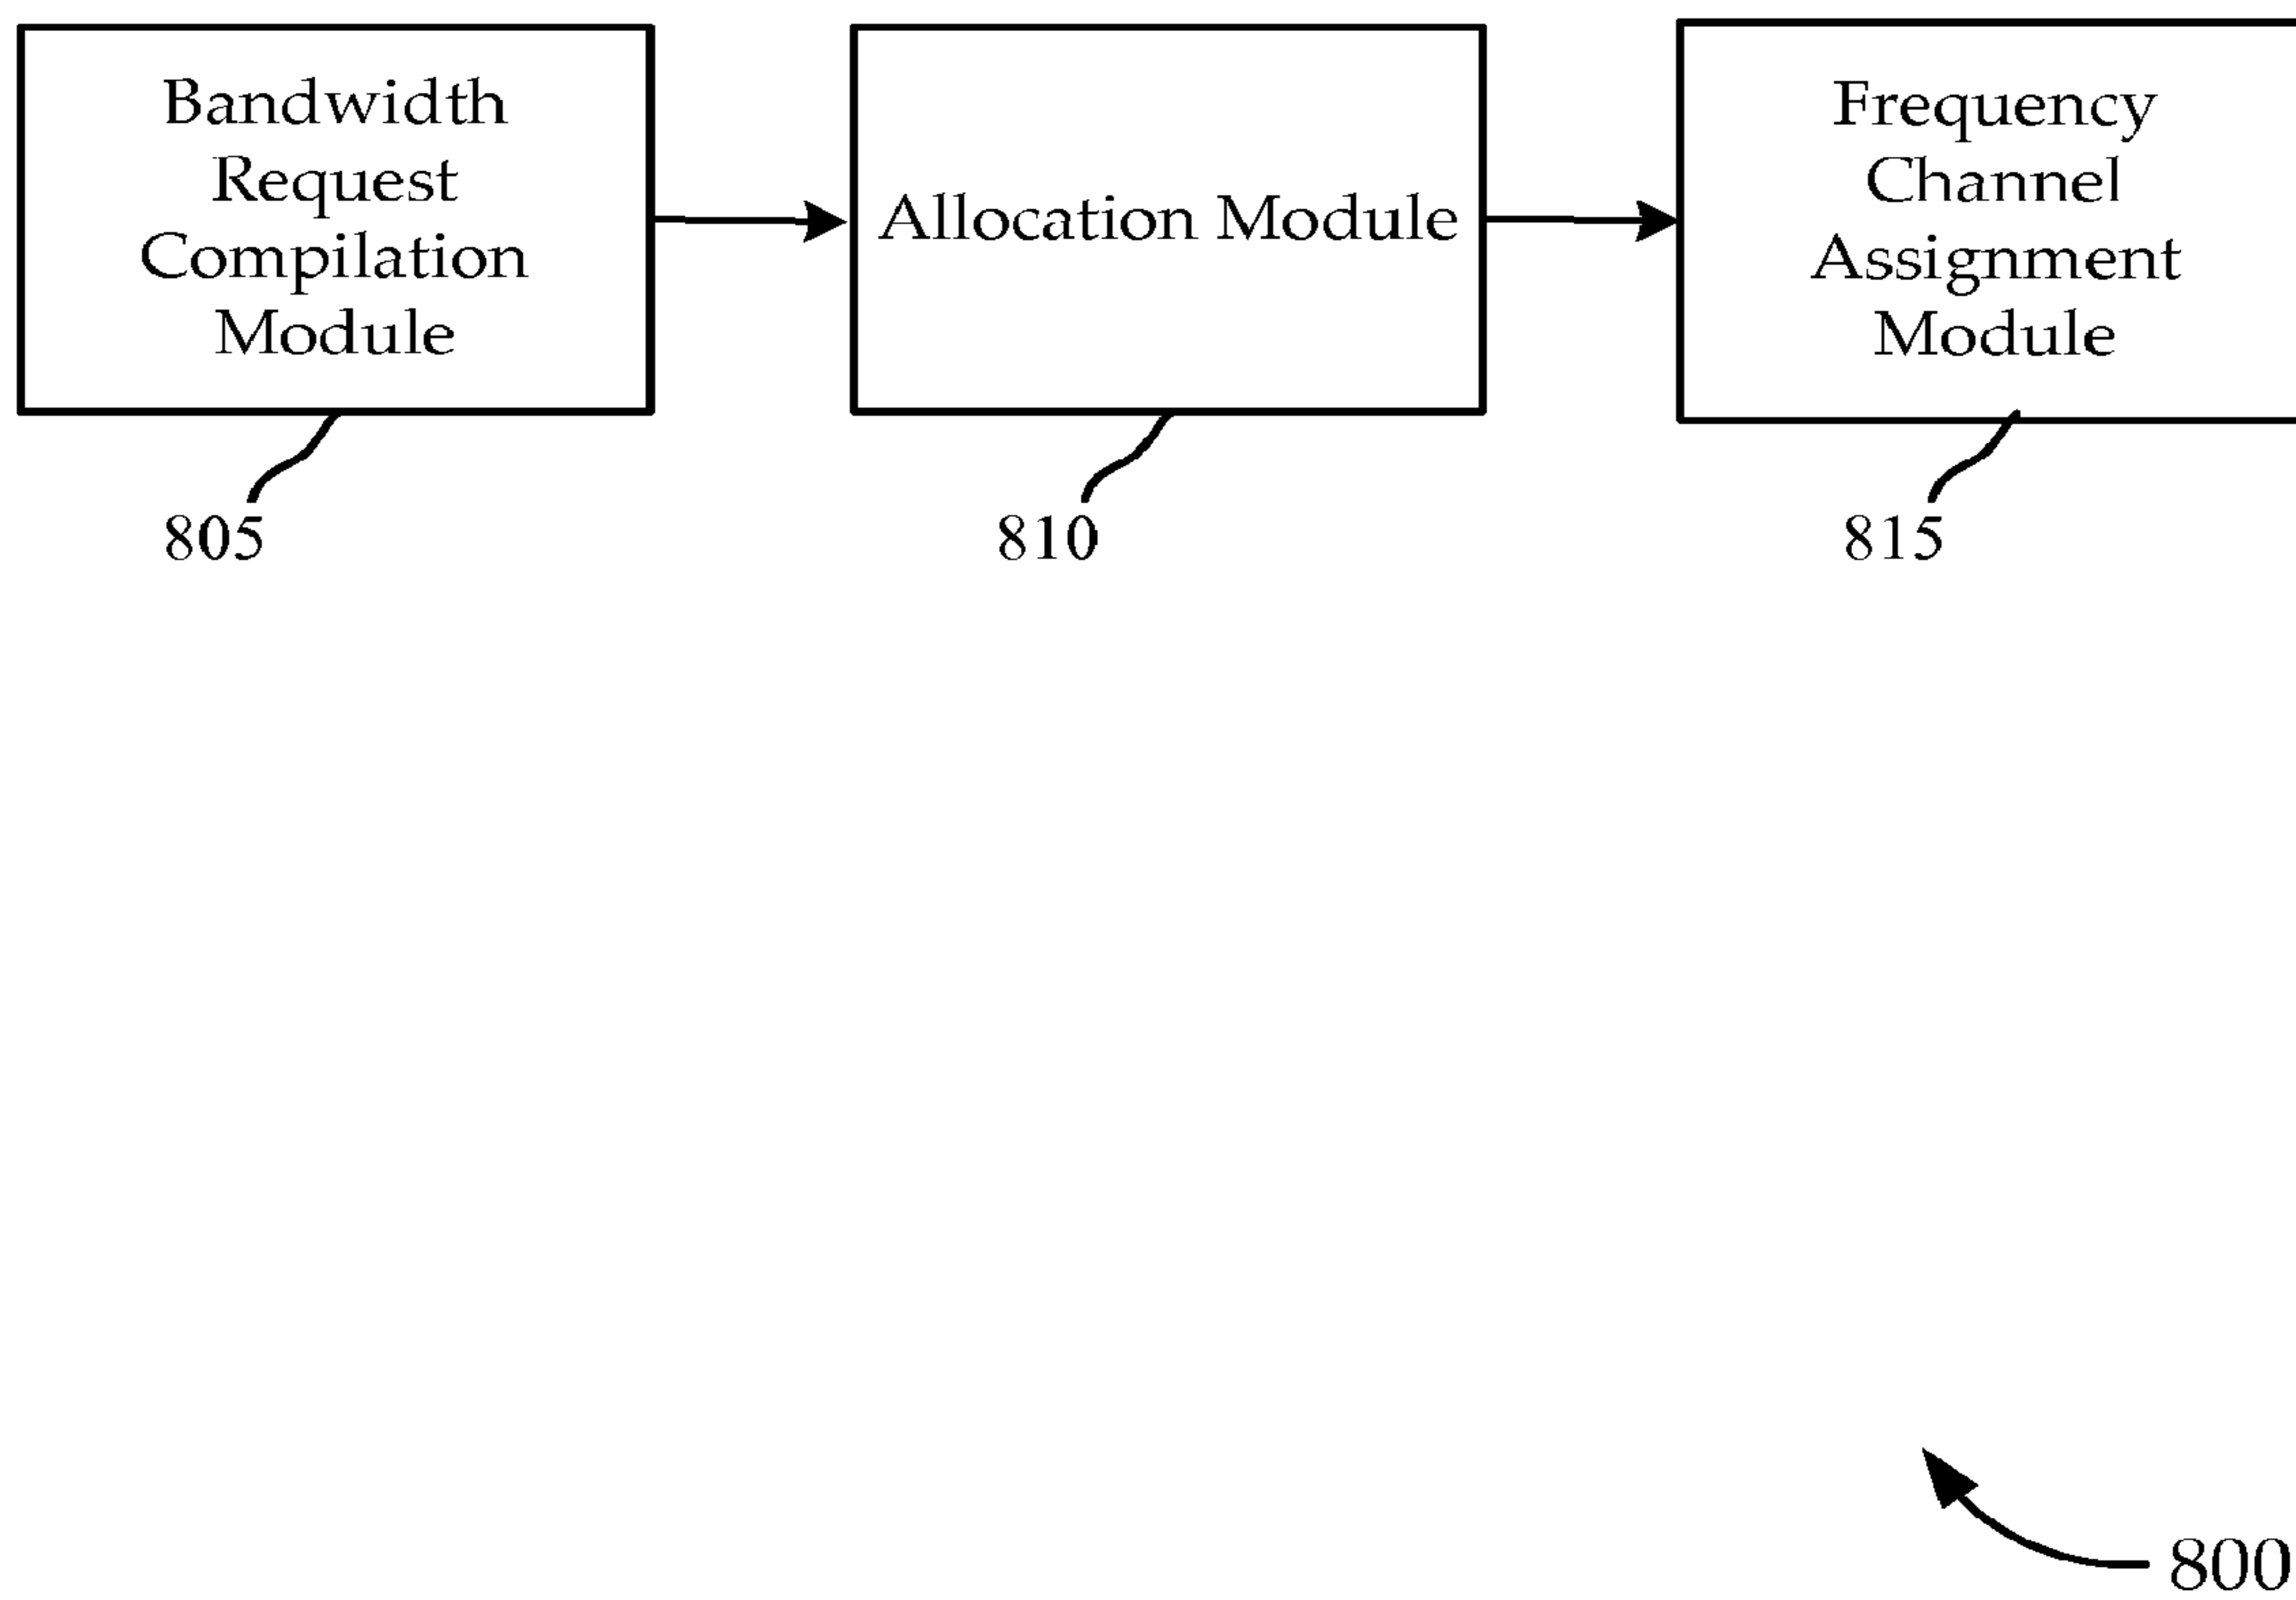 Bandwidth
Request
Compilation
Module
Allocation Module
Frequency
Channel
Assignment
Module
805
810
815
800